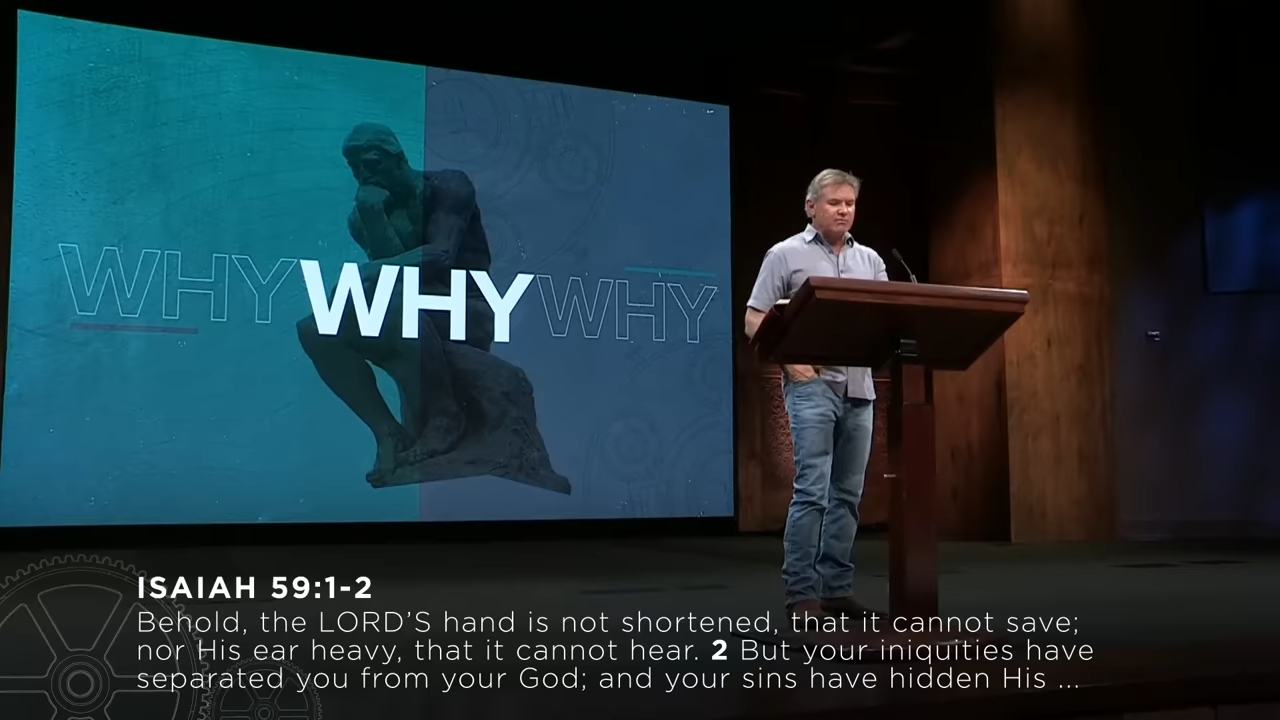 WHY WHY WHY
ISAIAH 59:1-2
Behold, the LORD'S hand is not shortened, that it cannot save;
nor His ear heavy, that it cannot hear. 2 But your iniquities have
separated you from your God; and your sins have hidden His ...